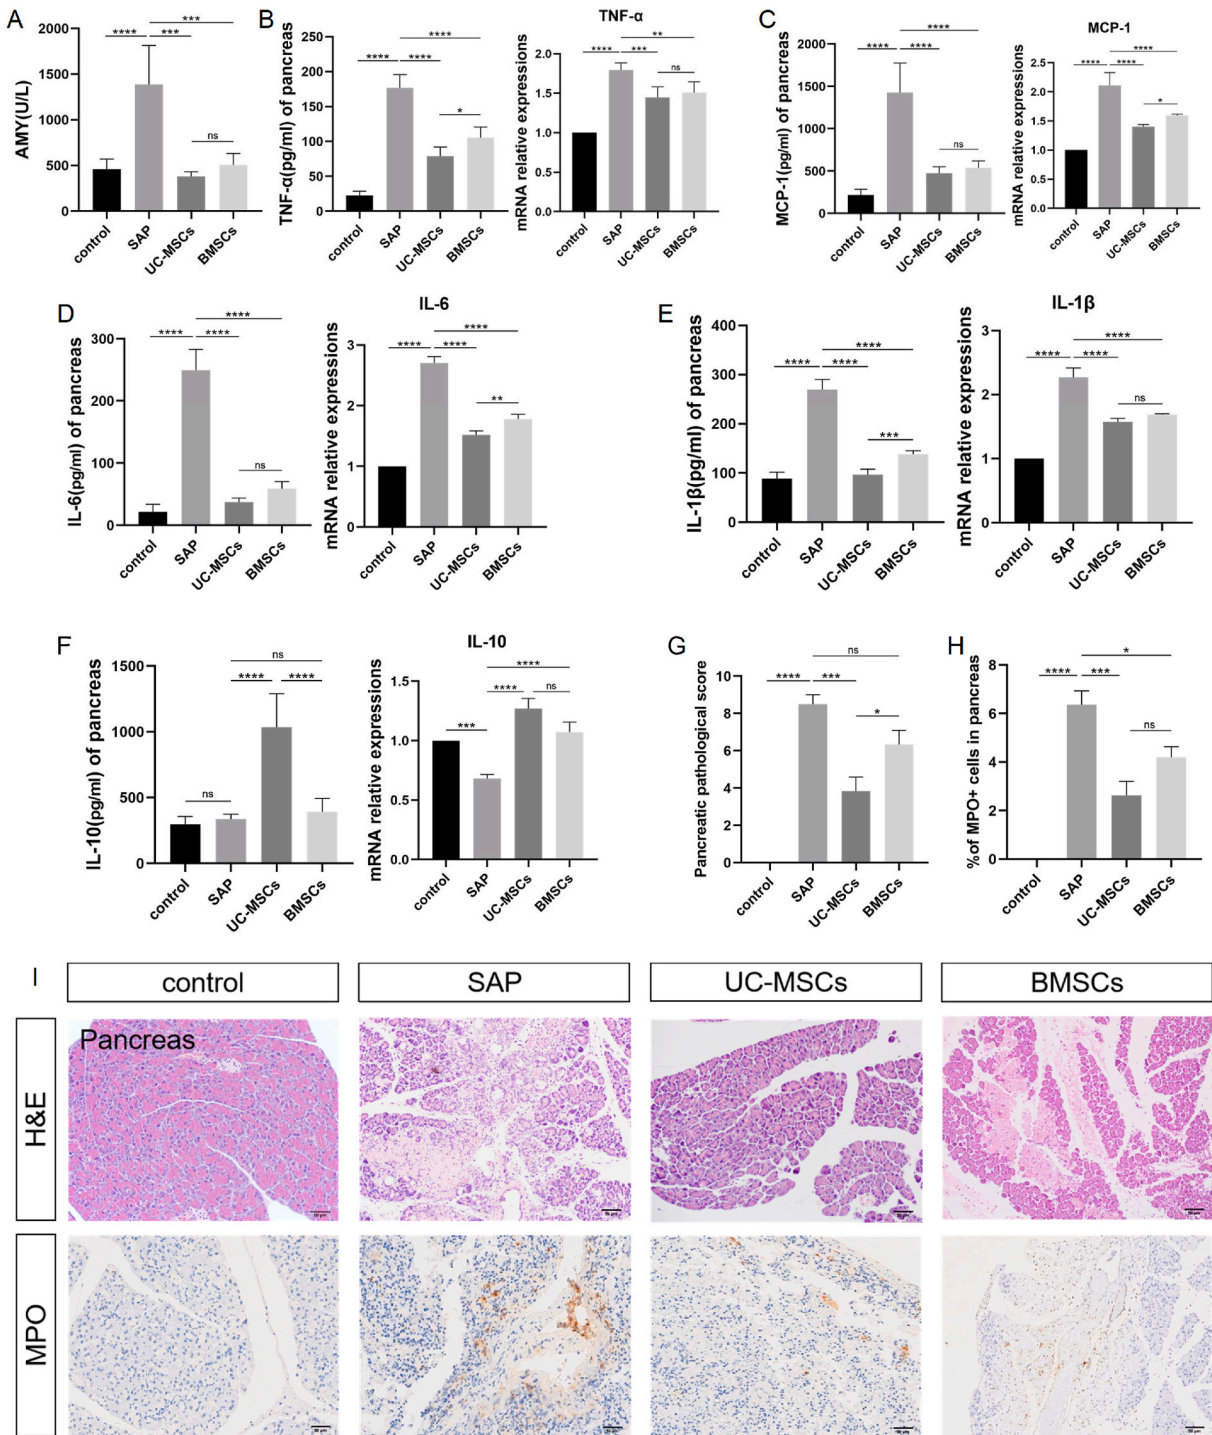 A
AMY(U/L)
2000
1500
1000
500
0
****
***
***
ns
control
SAP
UC-MSCs
BMSCs
B
TNF-α(pg/ml) of pancreas
250
200
150
100
50
0
****
****
****
*
control
SAP
UC-MSCs
BMSCs
TNF-α
mRNA relative expressions
2.0
1.5
1.0
0.5
0.0
**
****
***
ns
control
SAP
UC-MSCs
BMSCs
C
MCP-1(pg/ml) of pancreas
2000
1500
1000
500
0
****
****
****
ns
control
SAP
UC-MSCs
BMSCs
MCP-1
mRNA relative expressions
2.5
2.0
1.5
1.0
0.5
0.0
****
****
****
*
control
SAP
UC-MSCs
BMSCs
D
IL-6(pg/ml) of pancreas
300
200
100
0
****
****
****
ns
control
SAP
UC-MSCs
BMSCs
IL-6
mRNA relative expressions
3
2
1
0
****
****
****
**
control
SAP
UC-MSCs
BMSCs
E
IL-1β(pg/ml) of pancreas
400
300
200
100
0
****
****
****
***
control
SAP
UC-MSCs
BMSCs
IL-1β
mRNA relative expressions
3
2
1
0
****
****
****
ns
control
SAP
UC-MSCs
BMSCs
F
IL-10(pg/ml) of pancreas
1500
1000
500
0
ns
****
****
ns
control
SAP
UC-MSCs
BMSCs
IL-10
mRNA relative expressions
1.5
1.0
0.5
0.0
****
****
ns
***
control
SAP
UC-MSCs
BMSCs
G
Pancreatic pathological score
10
8
6
4
2
0
ns
****
***
*
control
SAP
UC-MSCs
BMSCs
H
%of MPO+ cells in pancreas
8
6
4
2
0
*
****
***
ns
control
SAP
UC-MSCs
BMSCs
I
control
SAP
UC-MSCs
BMSCs
H&E
Pancreas
MPO